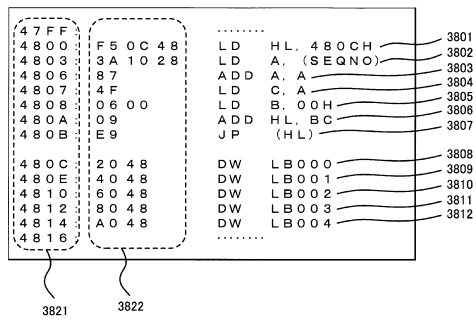 47FF: ........
4800: F50C48 LD HL, 480CH 3801
4803: 3A1028 LD A, (SEQNO) 3802
4806: 87 ADD A, A 3803
4807: 4F LD C, A 3804
4808: 0600 LD B, 00H 3805
480A: 09 ADD HL, BC 3806
480B: E9 JP (HL) 3807
480C: 2048 DW LB000 3808
480E: 4048 DW LB001 3809
4810: 6048 DW LB002 3810
4812: 8048 DW LB003 3811
4814: A048 DW LB004 3812
4816: ........
3821 3822